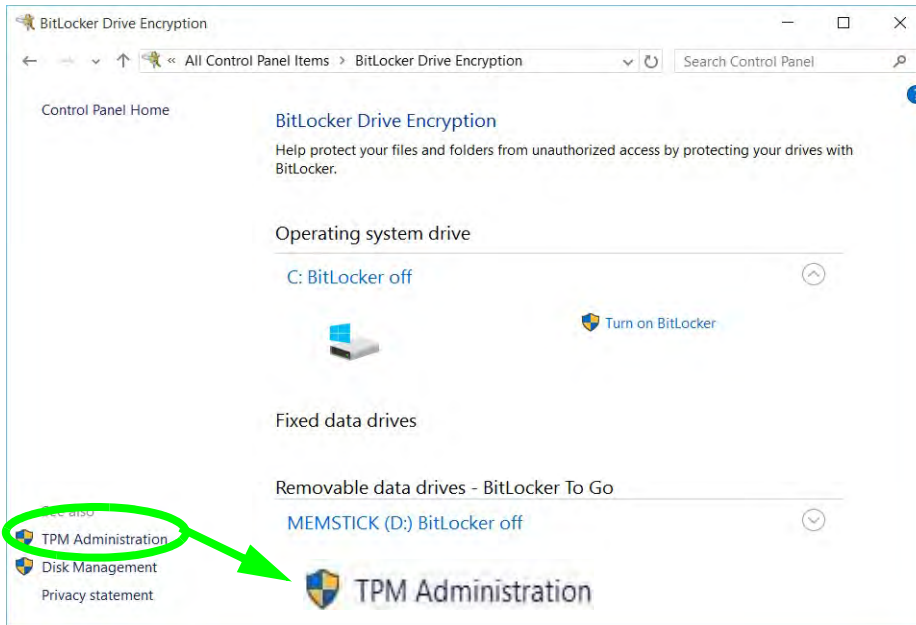 BitLocker Drive Encryption
« All Control Panel Items > BitLocker Drive Encryption
Search Control Panel
Control Panel Home
BitLocker Drive Encryption
Help protect your files and folders from unauthorized access by protecting your drives with
BitLocker.
Operating system drive
C: BitLocker off
Turn on BitLocker
Fixed data drives
Removable data drives - BitLocker To Go
MEMSTICK (D:) BitLocker off
See also
TPM Administration
Disk Management
Privacy statement
TPM Administration